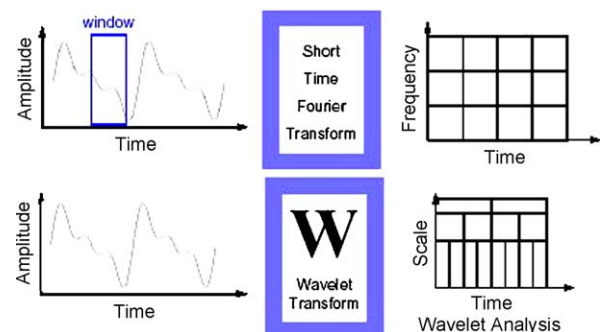 window
Amplitude
Time
Short
Time
Fourier
Transform
Frequency
Time
Amplitude
Time
W
Wavelet
Transform
Scale
Time
Wavelet Analysis